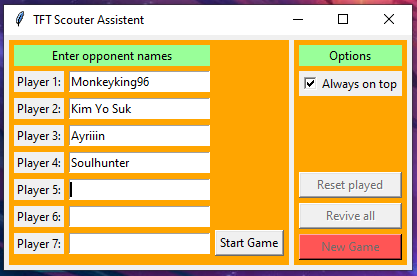 TFT Scouter Assistent
Enter opponent names
Player 1: Monkeyking96
Player 2: Kim Yo Suk
Player 3: Ayriiin
Player 4: Soulhunter
Player 5:
Player 6:
Player 7:
Start Game
Options
Always on top
Reset played
Revive all
New Game